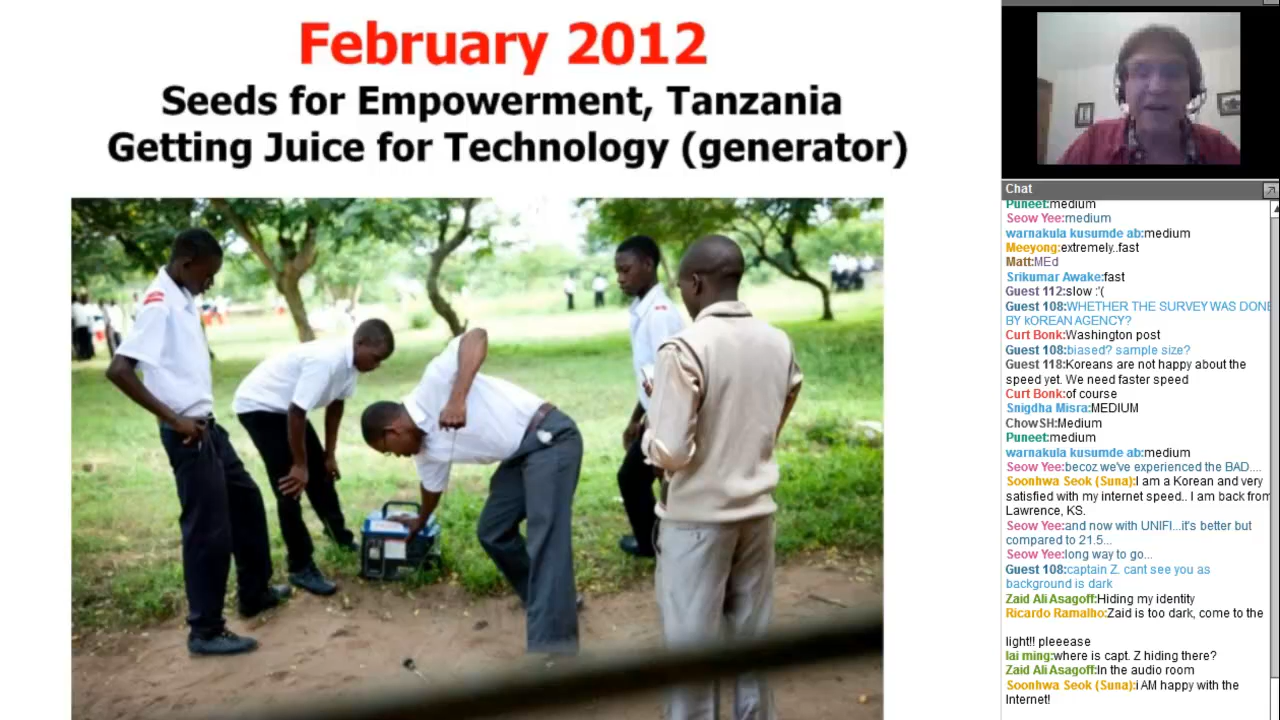 February 2012
Seeds for Empowerment, Tanzania
Getting Juice for Technology (generator)
Chat
Puneet:medium
Seow Yee:medium
warnakula kusumde ab:medium
Meeyong:extremely..fast
Matt:MEd
Srikumar Awake:fast
Guest 112:slow :'(
Guest 108:WHETHER THE SURVEY WAS DONE
BY kOREAN AGENCY?
Curt Bonk:Washington post
Guest 108:biased? sample size?
Guest 118:Koreans are not happy about the
speed yet. We need faster speed
Curt Bonk:of course
Snigdha Misra:MEDIUM
ChowSH:Medium
Puneet:medium
warnakula kusumde ab:medium
Seow Yee:becoz we've experienced the BAD....
Soonhwa Seok (Suna):I am a Korean and very
satisfied with my internet speed.. I am back from
Lawrence, KS.
Seow Yee:and now with UNIFI...it's better but
compared to 21.5...
Seow Yee:long way to go...
Guest 108:captain Z. cant see you as
background is dark
Zaid Ali Asagoff:Hiding my identity
Ricardo Ramalho:Zaid is too dark, come to the
light!! pleeease
lai ming:where is capt. Z hiding there?
Zaid Ali Asagoff:In the audio room
Soonhwa Seok (Suna):i AM happy with the
Internet!